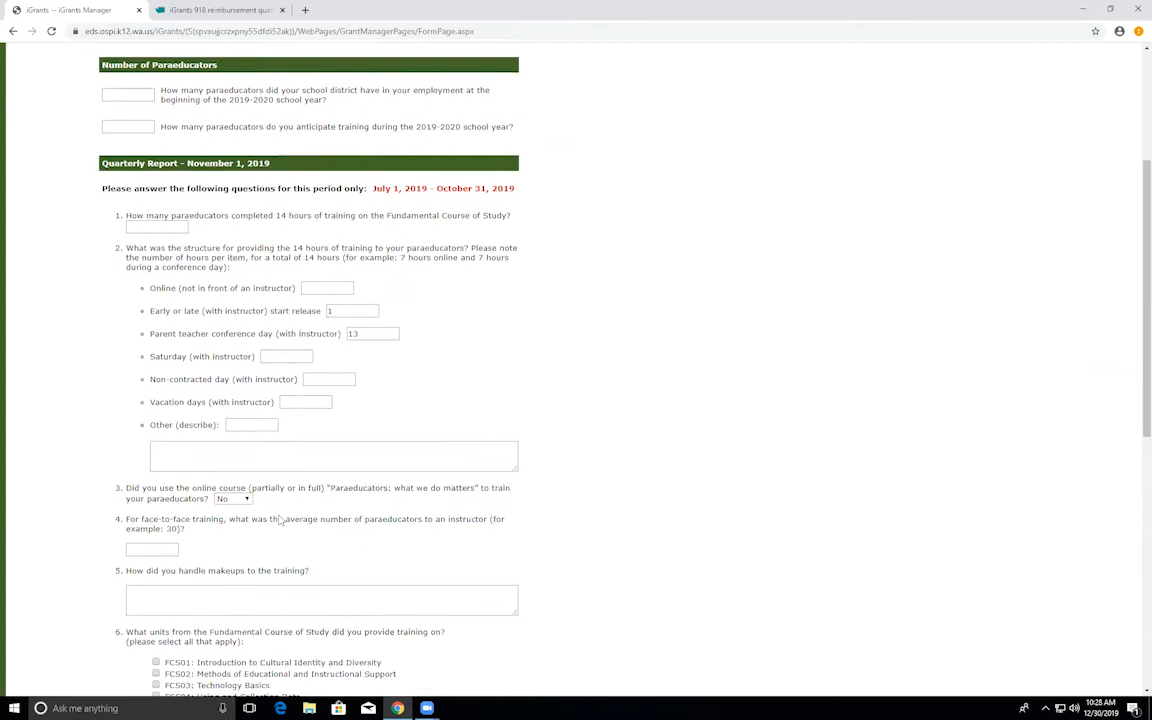 iGrants -- iGrants Manager
iGrants 918 reimbursement quar
eds.ospi.k12.wa.us/iGrants/(S(spvxujjcrzxpny55dfdi52ak))/WebPages/GrantManagerPages/FormPage.aspx
Number of Paraeducators
How many paraeducators did your school district have in your employment at the
beginning of the 2019-2020 school year?
How many paraeducators do you anticipate training during the 2019-2020 school year?
Quarterly Report - November 1, 2019
Please answer the following questions for this period only: July 1, 2019 - October 31, 2019
1. How many paraeducators completed 14 hours of training on the Fundamental Course of Study?
2. What was the structure for providing the 14 hours of training to your paraeducators? Please note
the number of hours per item, for a total of 14 hours (for example: 7 hours online and 7 hours
during a conference day):
Online (not in front of an instructor)
Early or late (with instructor) start release 1
Parent teacher conference day (with instructor) 13
Saturday (with instructor)
Non-contracted day (with instructor)
Vacation days (with instructor)
Other (describe):
3. Did you use the online course (partially or in full) "Paraeducators: what we do matters" to train
your paraeducators? No
4. For face-to-face training, what was the average number of paraeducators to an instructor (for
example: 30)?
5. How did you handle makeups to the training?
6. What units from the Fundamental Course of Study did you provide training on?
(please select all that apply):
FCS01: Introduction to Cultural Identity and Diversity
FCS02: Methods of Educational and Instructional Support
FCS03: Technology Basics
FCS04: Using and Collecting Data
Ask me anything
10:28 AM
12/30/2019